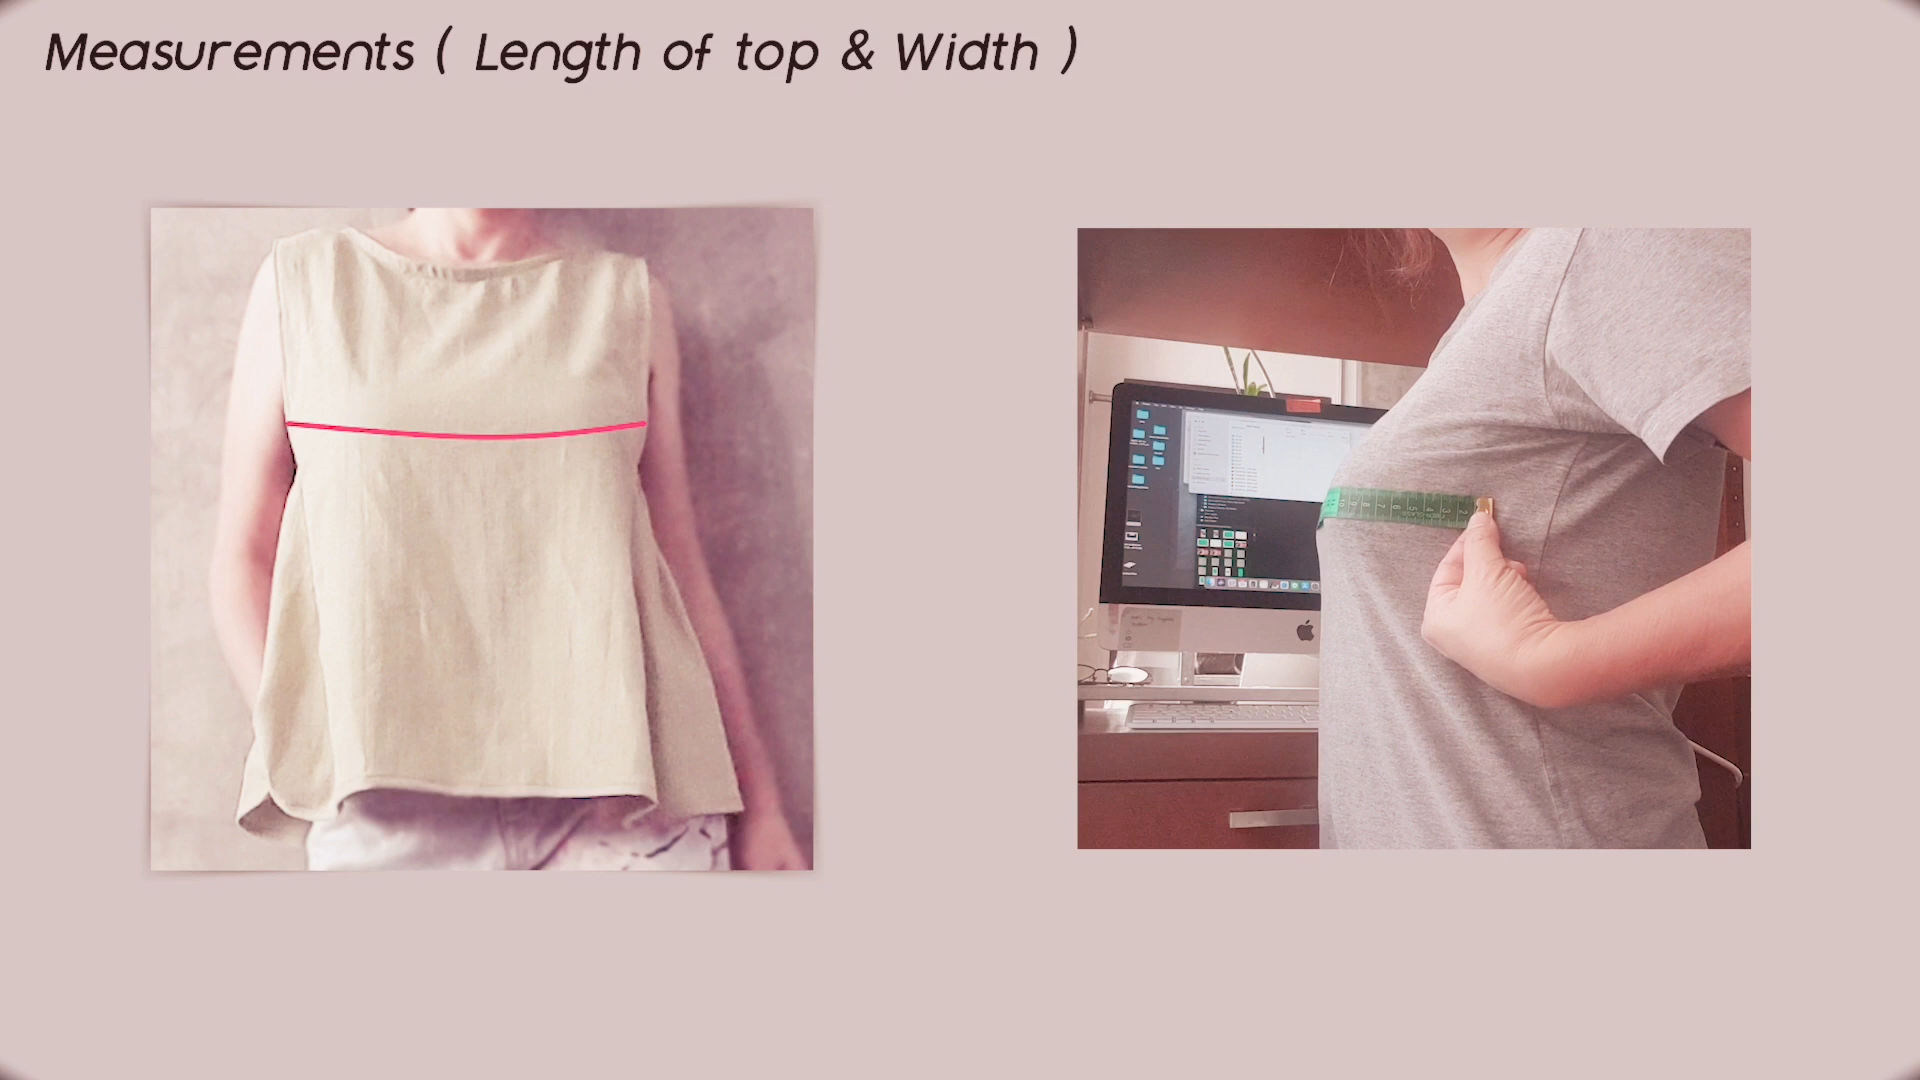 Measurements ( Length of top & Width )